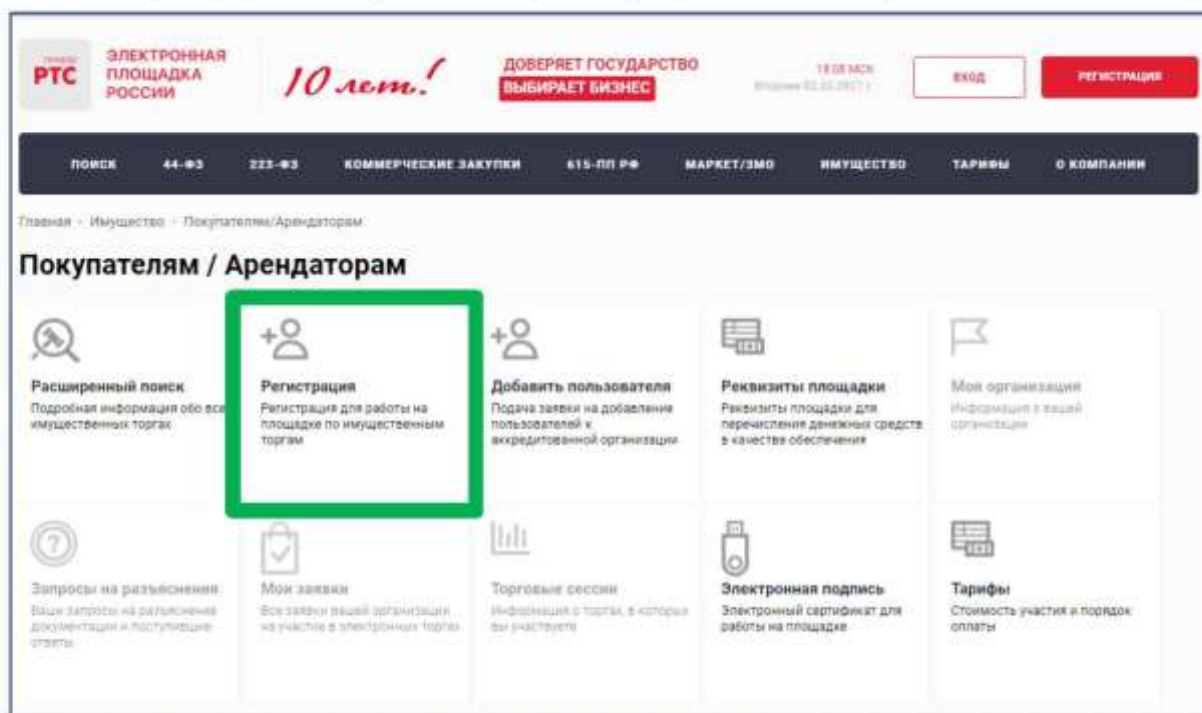 РТС
ЭЛЕКТРОННАЯ
ПЛОЩАДКА
РОССИИ
10 лет!
ДОВЕРЯЕТ ГОСУДАРСТВО
ВЫБИРАЕТ БИЗНЕС
ВХОД
РЕГИСТРАЦИЯ
ПОИСК 44-ФЗ 223-ФЗ КОММЕРЧЕСКИЕ ЗАКУПКИ 615-ПП РФ МАРКЕТ/ЗМО ИМУЩЕСТВО ТАРИФЫ О КОМПАНИИ
Главная - Имущество - Покупателям/Арендаторам
Покупателям / Арендаторам
Расширенный поиск
Подробная информация обо все
имущественных торгах
Регистрация
Регистрация для работы на
площадке по имущественным
торгам
Добавить пользователя
Подача заявки на добавление
пользователей к
аккредитованной организации
Реквизиты площадки
Реквизиты площадки для
перечисления денежных средств
в качестве обеспечения
Моя организация
Информация о вашей
организации
Запросы на разъяснения
Ваши запросы на разъяснение
документации и поступившие
ответы
Мои заявки
Все заявки вашей организации
на участие в электронных торгах
Торговые сессии
Информация о торгах, в которых
вы участвуете
Электронная подпись
Электронный сертификат для
работы на площадке
Тарифы
Стоимость участия и порядок
оплаты